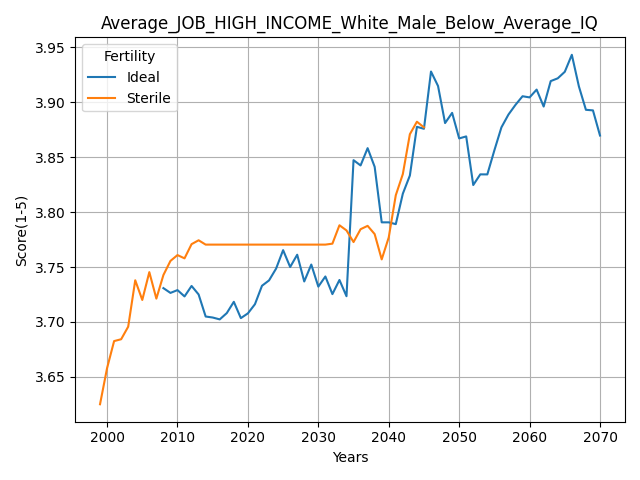 Average_JOB_HIGH_INCOME_White_Male_Below_Average_IQ
Fertility
Ideal
Sterile
Score(1-5)
3.95
3.90
3.85
3.80
3.75
3.70
3.65
2000 2010 2020 2030 2040 2050 2060 2070
Years